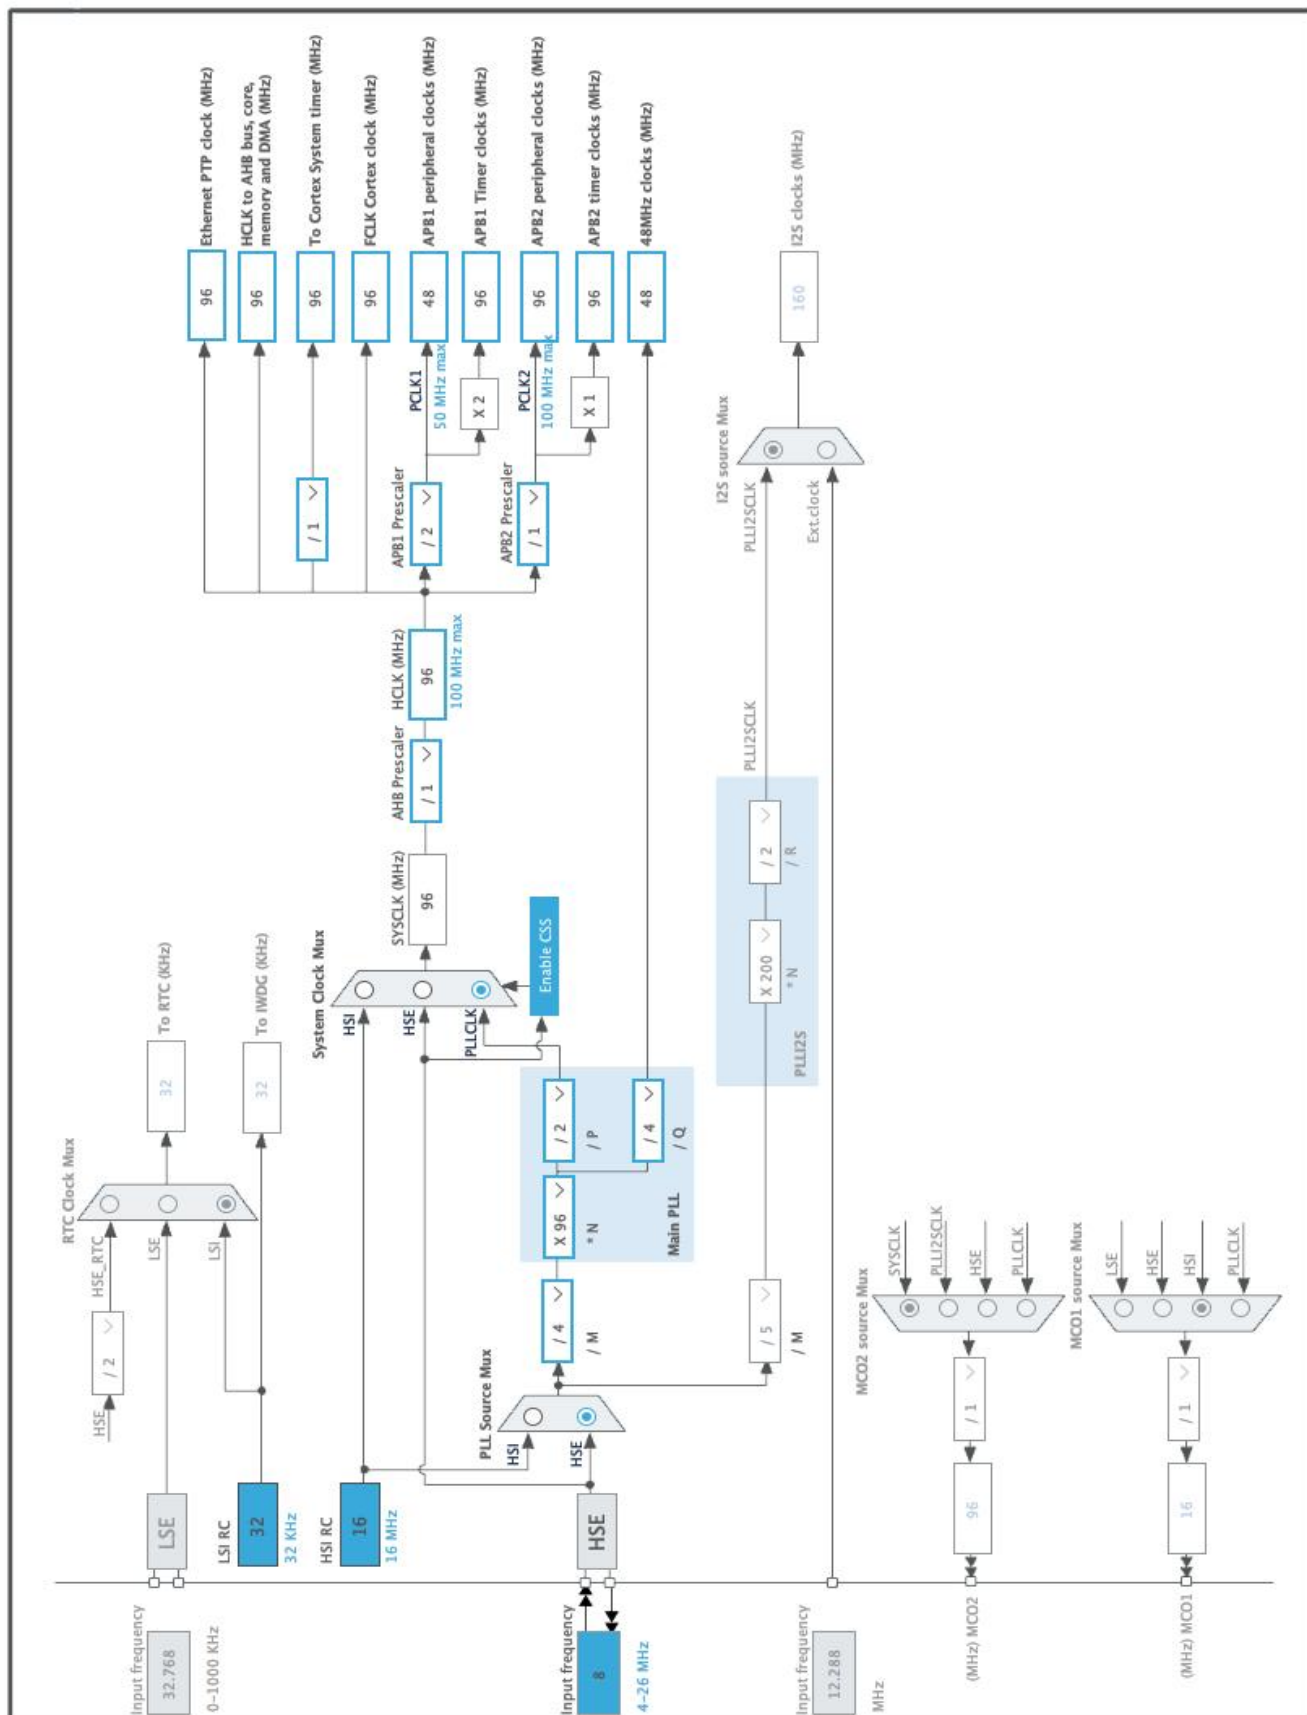 Input frequency
32.768
0-1000 KHz
LSE
HSE
/ 2
HSE_RTC
LSE
LSI
RTC Clock Mux
32
To RTC (KHz)
LSI RC
32
32 KHz
32
To IWDG (KHz)
HSI RC
16
16 MHz
System Clock Mux
HSI
HSE
PLLCLK
Enable CSS
SYSCLK (MHz)
96
AHB Prescaler
/ 1
HCLK (MHz)
96
100 MHz max
96
Ethernet PTP clock (MHz)
96
HCLK to AHB bus, core,
memory and DMA (MHz)
/ 1
96
To Cortex System timer (MHz)
96
FCLK Cortex clock (MHz)
APB1 Prescaler
/ 2
PCLK1
50 MHz max
48
APB1 peripheral clocks (MHz)
X 2
96
APB1 Timer clocks (MHz)
APB2 Prescaler
/ 1
PCLK2
100 MHz max
96
APB2 peripheral clocks (MHz)
X 1
96
APB2 timer clocks (MHz)
48
48MHz clocks (MHz)
Input frequency
8
4-26 MHz
HSE
PLL Source Mux
HSI
HSE
/ 4
/ M
X 96
* N
/ 2
/ P
/ 4
/ Q
Main PLL
/ 5
/ M
X 200
* N
/ 2
/ R
PLLI2S
PLLI2SCLK
PLLI2SCLK
Ext.clock
I2S source Mux
160
I2S clocks (MHz)
Input frequency
12.288
MHz
(MHz) MCO2
96
/ 1
MCO2 source Mux
SYSCLK
PLLI2SCLK
HSE
PLLCLK
(MHz) MCO1
16
/ 1
MCO1 source Mux
LSE
HSE
HSI
PLLCLK